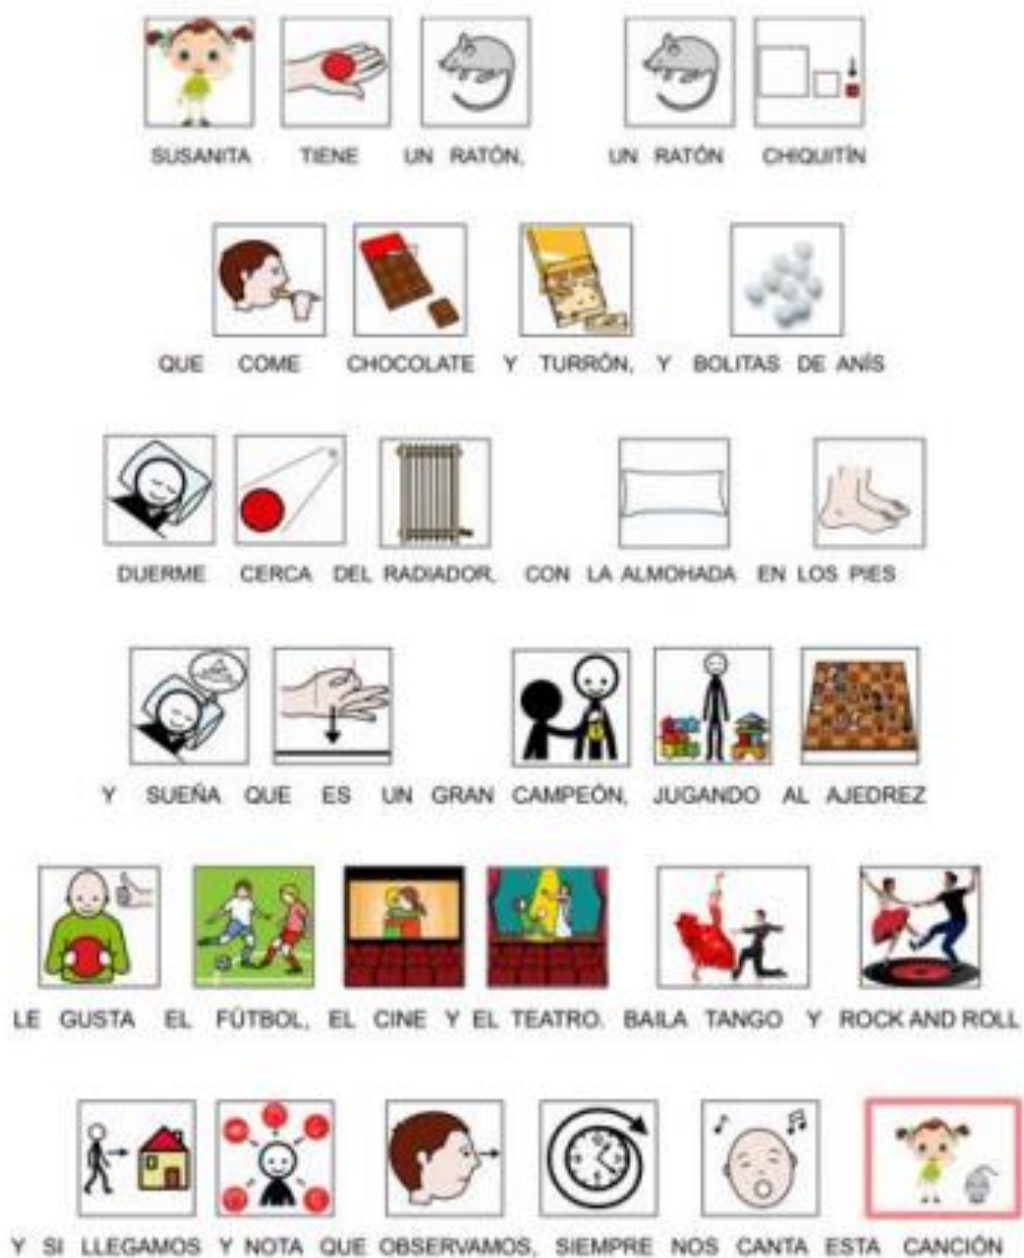 SUSANITA TIENE UN RATÓN, UN RATÓN CHIQUITÍN
QUE COME CHOCOLATE Y TURRÓN, Y BOLITAS DE ANÍS
DUERME CERCA DEL RADIADOR, CON LA ALMOHADA EN LOS PIES
Y SUEÑA QUE ES UN GRAN CAMPEÓN, JUGANDO AL AJEDREZ
LE GUSTA EL FÚTBOL, EL CINE Y EL TEATRO. BAILA TANGO Y ROCK AND ROLL
Y SI LLEGAMOS Y NOTA QUE OBSERVAMOS, SIEMPRE NOS CANTA ESTA CANCIÓN